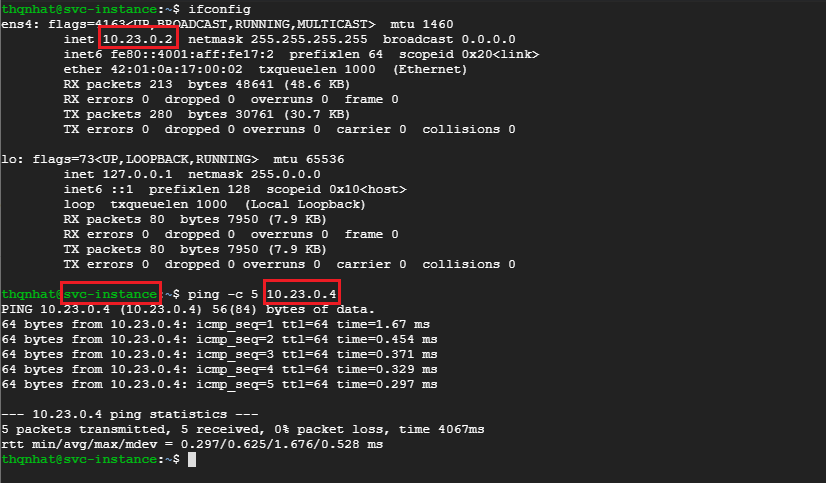 thqnhat@svc-instance:~$ ifconfig
ens4: flags=4163<UP,BROADCAST,RUNNING,MULTICAST>  mtu 1460
        inet 10.23.0.2  netmask 255.255.255.255  broadcast 0.0.0.0
        inet6 fe80::4001:aff:fe17:2  prefixlen 64  scopeid 0x20<link>
        ether 42:01:0a:17:00:02  txqueuelen 1000  (Ethernet)
        RX packets 213  bytes 48641 (48.6 KB)
        RX errors 0  dropped 0  overruns 0  frame 0
        TX packets 280  bytes 30761 (30.7 KB)
        TX errors 0  dropped 0 overruns 0  carrier 0  collisions 0
lo: flags=73<UP,LOOPBACK,RUNNING>  mtu 65536
        inet 127.0.0.1  netmask 255.0.0.0
        inet6 ::1  prefixlen 128  scopeid 0x10<host>
        loop  txqueuelen 1000  (Local Loopback)
        RX packets 80  bytes 7950 (7.9 KB)
        RX errors 0  dropped 0  overruns 0  frame 0
        TX packets 80  bytes 7950 (7.9 KB)
        TX errors 0  dropped 0 overruns 0  carrier 0  collisions 0
thqnhat@svc-instance:~$ ping -c 5 10.23.0.4
PING 10.23.0.4 (10.23.0.4) 56(84) bytes of data.
64 bytes from 10.23.0.4: icmp_seq=1 ttl=64 time=1.67 ms
64 bytes from 10.23.0.4: icmp_seq=2 ttl=64 time=0.454 ms
64 bytes from 10.23.0.4: icmp_seq=3 ttl=64 time=0.371 ms
64 bytes from 10.23.0.4: icmp_seq=4 ttl=64 time=0.329 ms
64 bytes from 10.23.0.4: icmp_seq=5 ttl=64 time=0.297 ms
--- 10.23.0.4 ping statistics ---
5 packets transmitted, 5 received, 0% packet loss, time 4067ms
rtt min/avg/max/mdev = 0.297/0.625/1.676/0.528 ms
thqnhat@svc-instance:~$